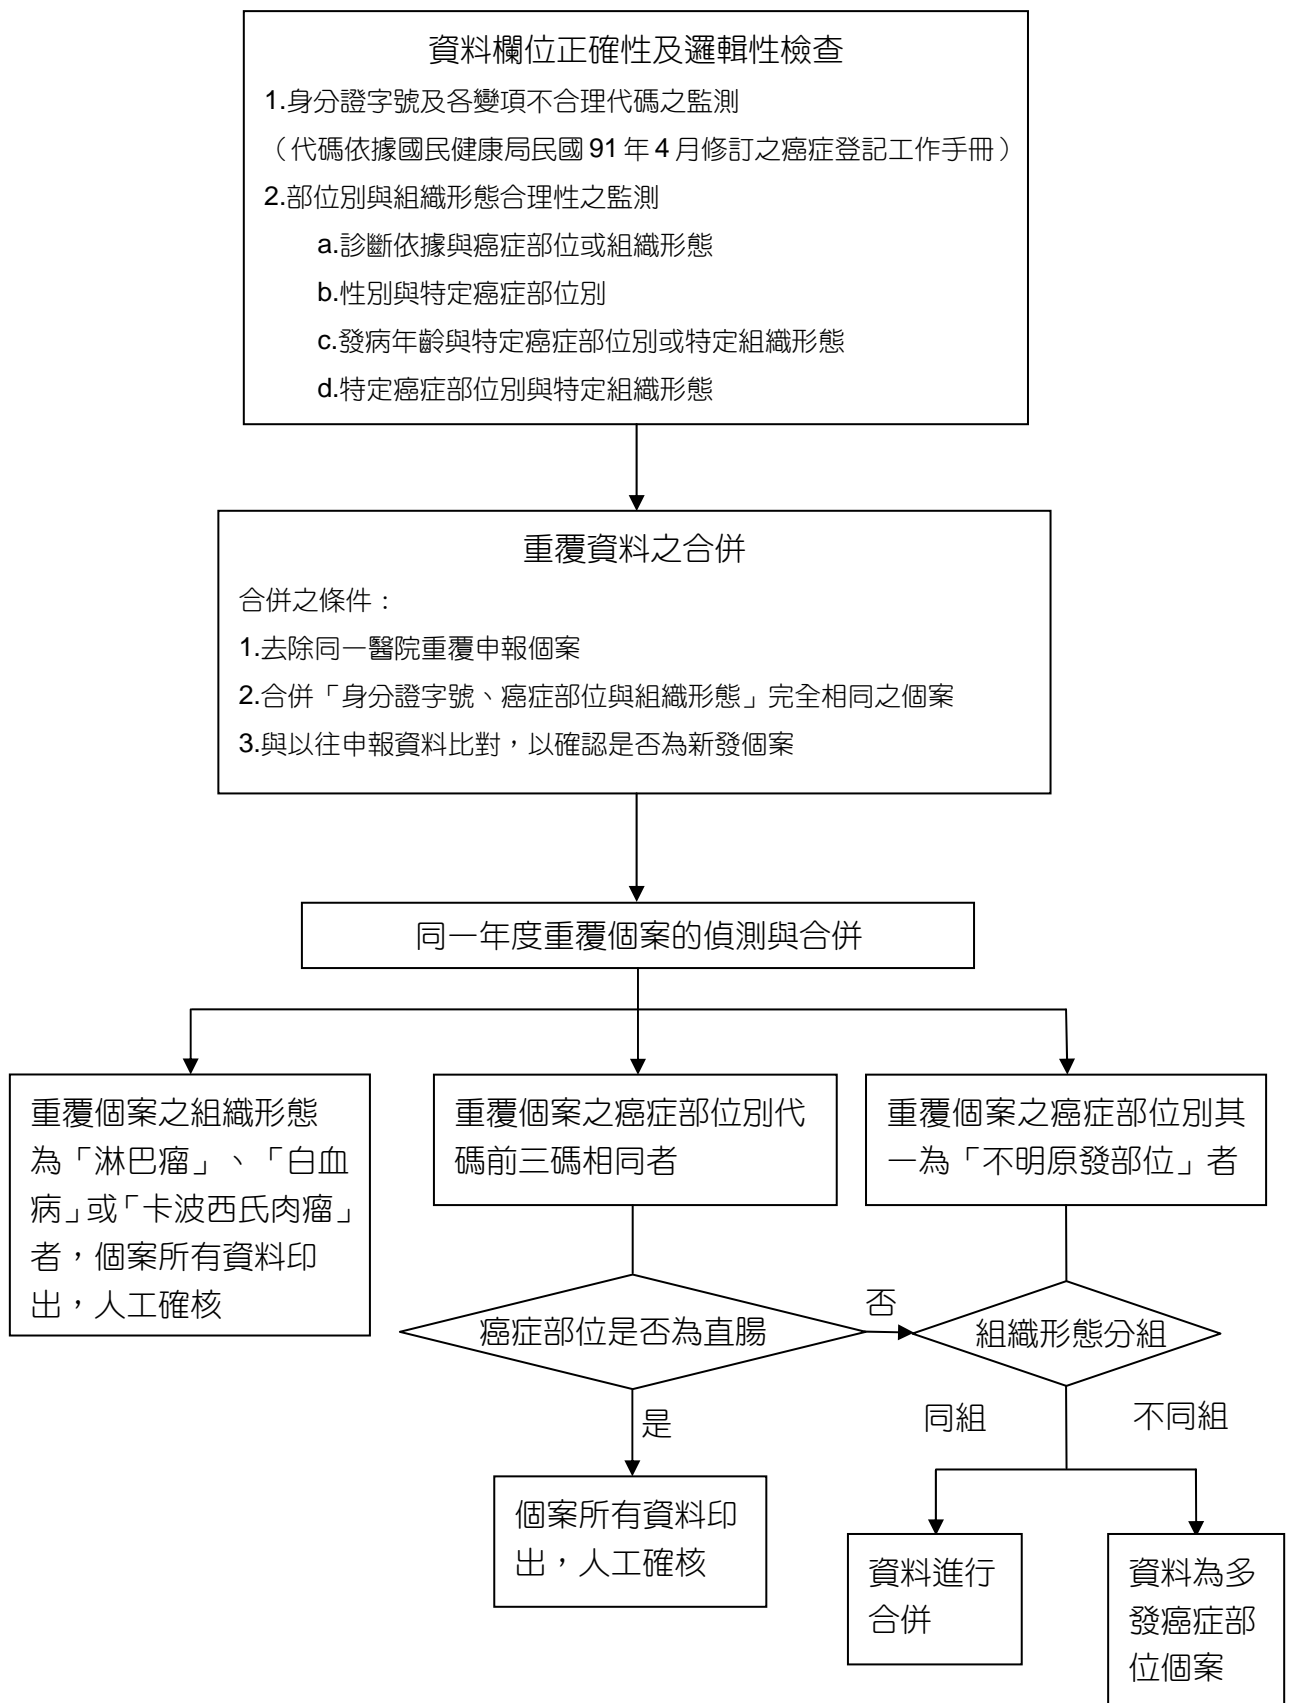 資料欄位正確性及邏輯性檢查
1.身分證字號及各變項不合理代碼之監測
（代碼依據國民健康局民國 91 年 4 月修訂之癌症登記工作手冊）
2.部位別與組織形態合理性之監測
a.診斷依據與癌症部位或組織形態
b.性別與特定癌症部位別
c.發病年齡與特定癌症部位別或特定組織形態
d.特定癌症部位別與特定組織形態
重覆資料之合併
合併之條件：
1.去除同一醫院重覆申報個案
2.合併「身分證字號、癌症部位與組織形態」完全相同之個案
3.與以往申報資料比對，以確認是否為新發個案
同一年度重覆個案的偵測與合併
重覆個案之組織形態
為「淋巴瘤」、「白血
病」或「卡波西氏肉瘤」
者，個案所有資料印
出，人工確核
重覆個案之癌症部位別代
碼前三碼相同者
重覆個案之癌症部位別其
一為「不明原發部位」者
癌症部位是否為直腸
否
組織形態分組
是
同組
不同組
個案所有資料印
出，人工確核
資料進行
合併
資料為多
發癌症部
位個案